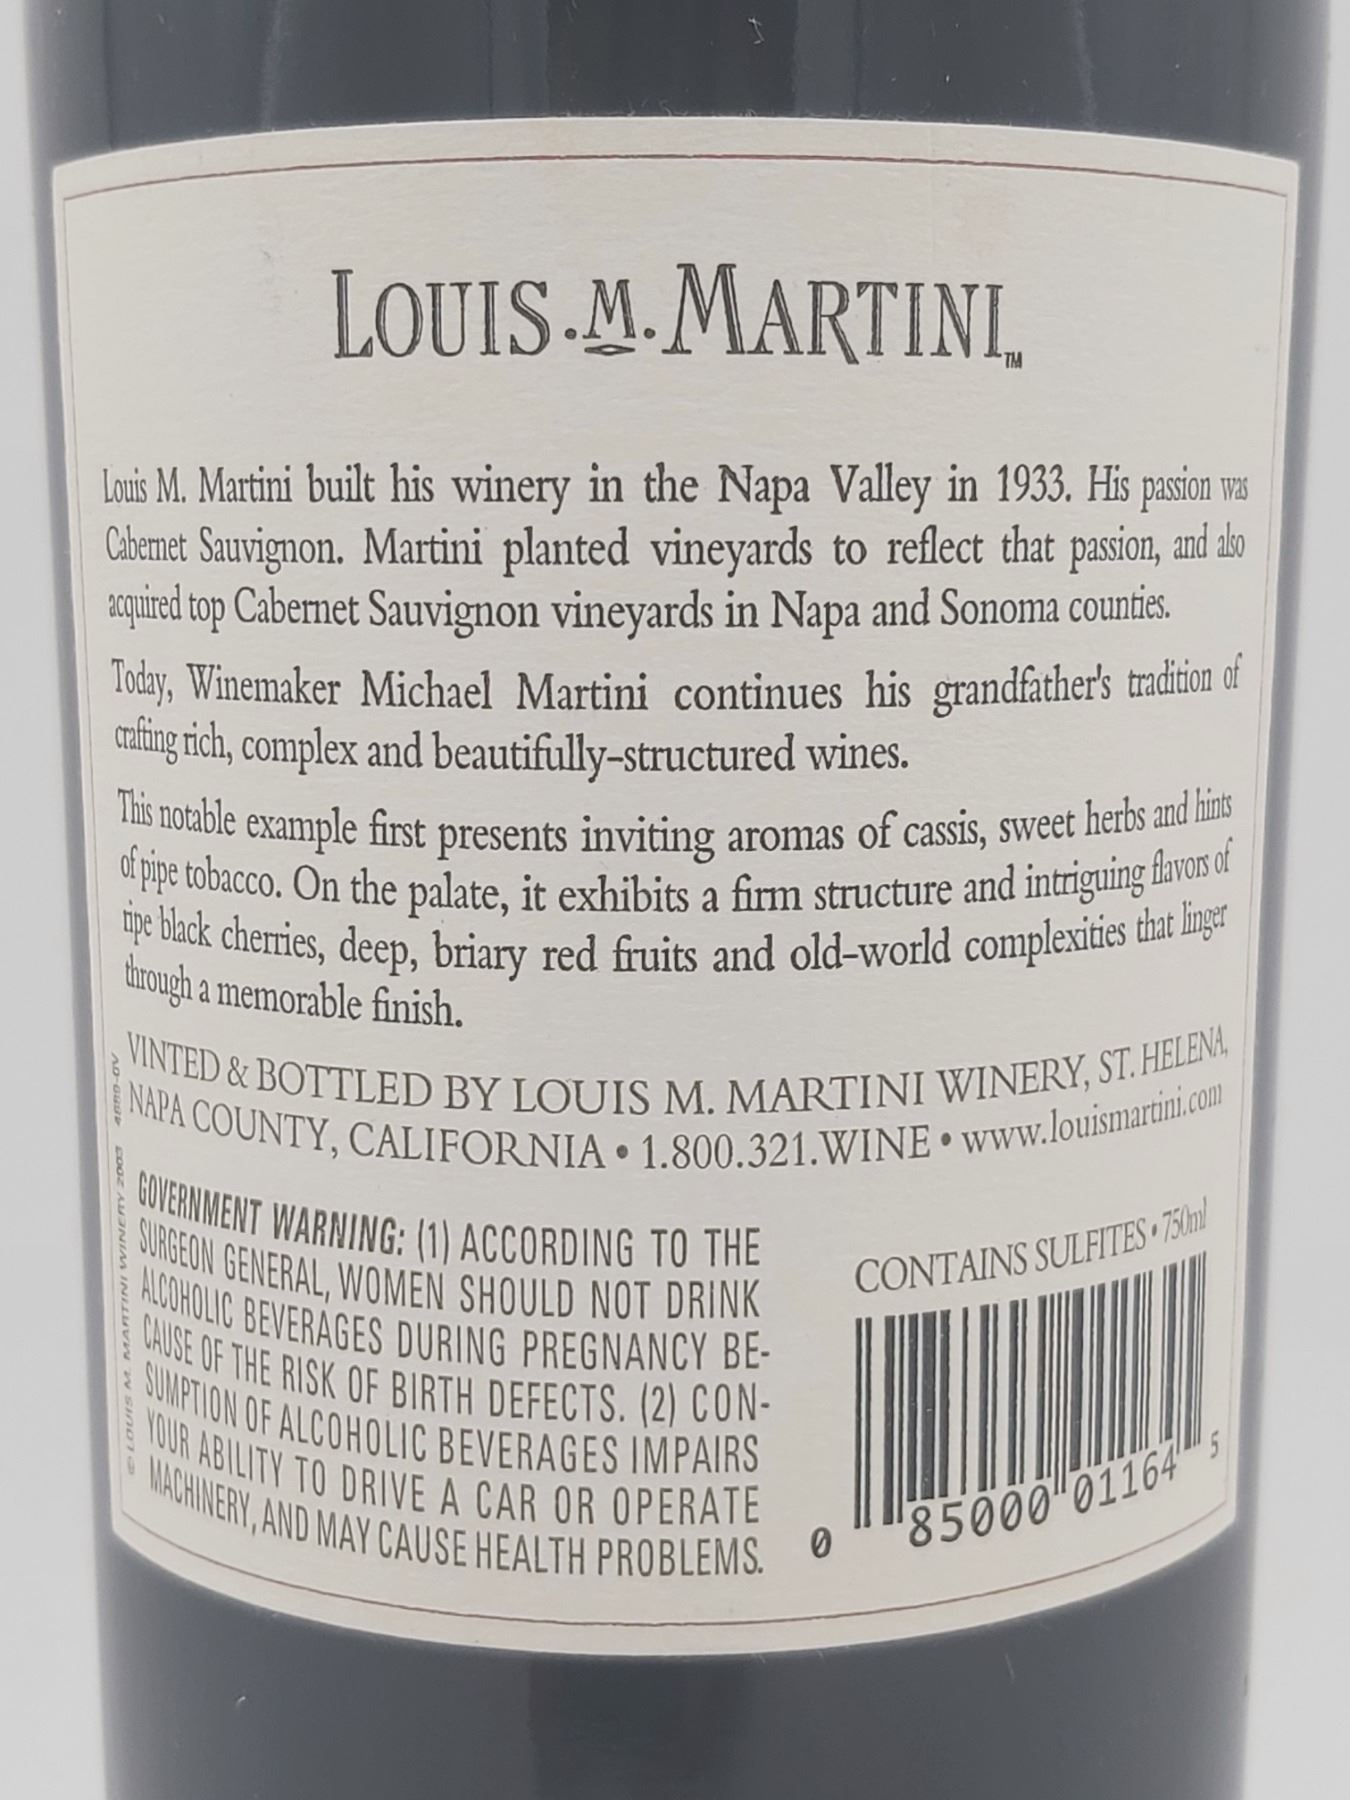 LOUIS·M·MARTINI™
Louis M. Martini built his winery in the Napa Valley in 1933. His passion was
Cabernet Sauvignon. Martini planted vineyards to reflect that passion, and also
acquired top Cabernet Sauvignon vineyards in Napa and Sonoma counties.
Today, Winemaker Michael Martini continues his grandfather's tradition of
crafting rich, complex and beautifully-structured wines.
This notable example first presents inviting aromas of cassis, sweet herbs and hints
of pipe tobacco. On the palate, it exhibits a firm structure and intriguing flavors of
ripe black cherries, deep, briary red fruits and old-world complexities that linger
through a memorable finish.
VINTED & BOTTLED BY LOUIS M. MARTINI WINERY, ST. HELENA,
NAPA COUNTY, CALIFORNIA • 1.800.321.WINE • www.louismartini.com
© LOUIS M. MARTINI WINERY 2003
GOVERNMENT WARNING: (1) ACCORDING TO THE
SURGEON GENERAL, WOMEN SHOULD NOT DRINK
ALCOHOLIC BEVERAGES DURING PREGNANCY BE-
CAUSE OF THE RISK OF BIRTH DEFECTS. (2) CON-
SUMPTION OF ALCOHOLIC BEVERAGES IMPAIRS
YOUR ABILITY TO DRIVE A CAR OR OPERATE
MACHINERY, AND MAY CAUSE HEALTH PROBLEMS.
CONTAINS SULFITES • 750ml
0 85000 01164 5